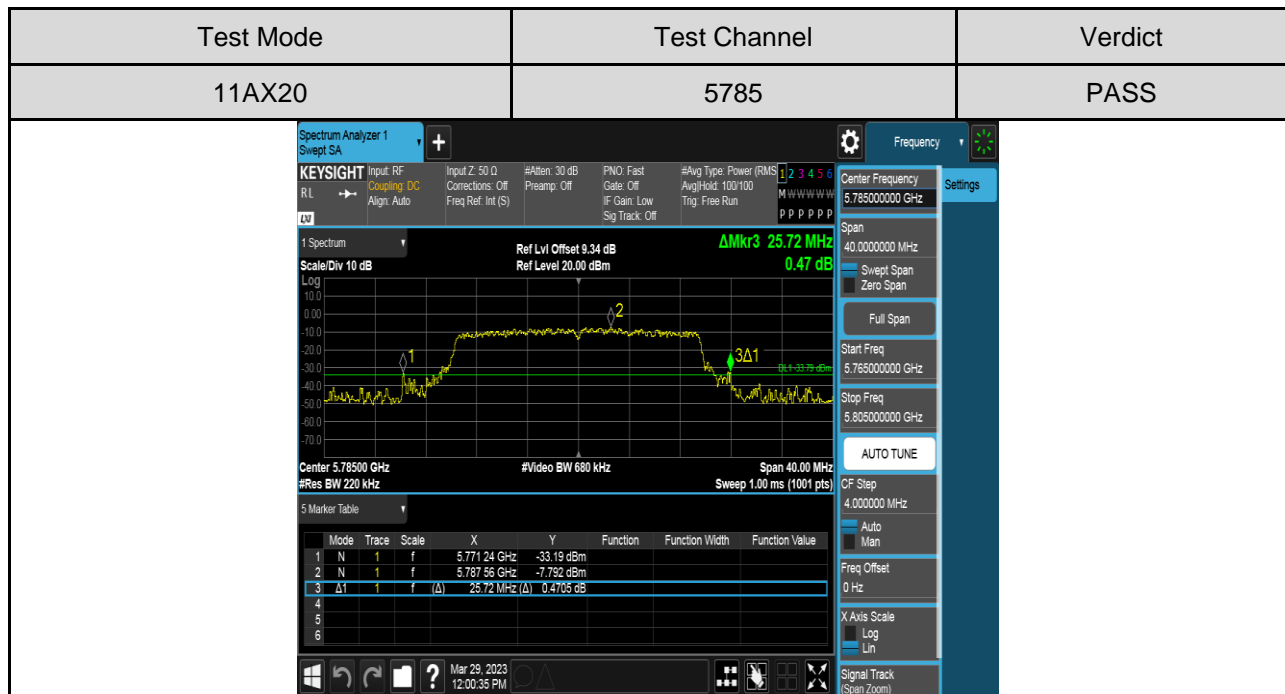 Test Mode Test Channel Verdict
11AX20 5785 PASS
Spectrum Analyzer 1
Swept SA
+
Frequency
KEYSIGHT Input: RF Input Z: 50 Ω #Atten: 30 dB PNO: Fast #Avg Type: Power (RMS 1 2 3 4 5 6
RL Coupling: DC Corrections: Off Preamp: Off Gate: Off Avg|Hold: 100/100 M W W W W W
Align: Auto Freq Ref: Int (S) IF Gain: Low Trig: Free Run
LXI Sig Track: Off P P P P P P
Center Frequency
5.785000000 GHz
Settings
1 Spectrum Ref Lvl Offset 9.34 dB ΔMkr3 25.72 MHz
Scale/Div 10 dB Ref Level 20.00 dBm 0.47 dB
Log
10.0
0.00
-10.0
-20.0
-30.0
-40.0
-50.0
-60.0
-70.0
1
2
3Δ1
DL1 -33.79 dBm
Center 5.78500 GHz #Video BW 680 kHz Span 40.00 MHz
#Res BW 220 kHz Sweep 1.00 ms (1001 pts)
Span
40.0000000 MHz
Swept Span
Zero Span
Full Span
Start Freq
5.765000000 GHz
Stop Freq
5.805000000 GHz
AUTO TUNE
CF Step
4.000000 MHz
Auto
Man
Freq Offset
0 Hz
X Axis Scale
Log
Lin
Signal Track
(Span Zoom)
5 Marker Table
Mode Trace Scale X Y Function Function Width Function Value
1 N 1 f 5.771 24 GHz -33.19 dBm
2 N 1 f 5.787 56 GHz -7.792 dBm
3 Δ1 1 f (Δ) 25.72 MHz (Δ) 0.4705 dB
4
5
6
?
Mar 29, 2023
12:00:35 PM